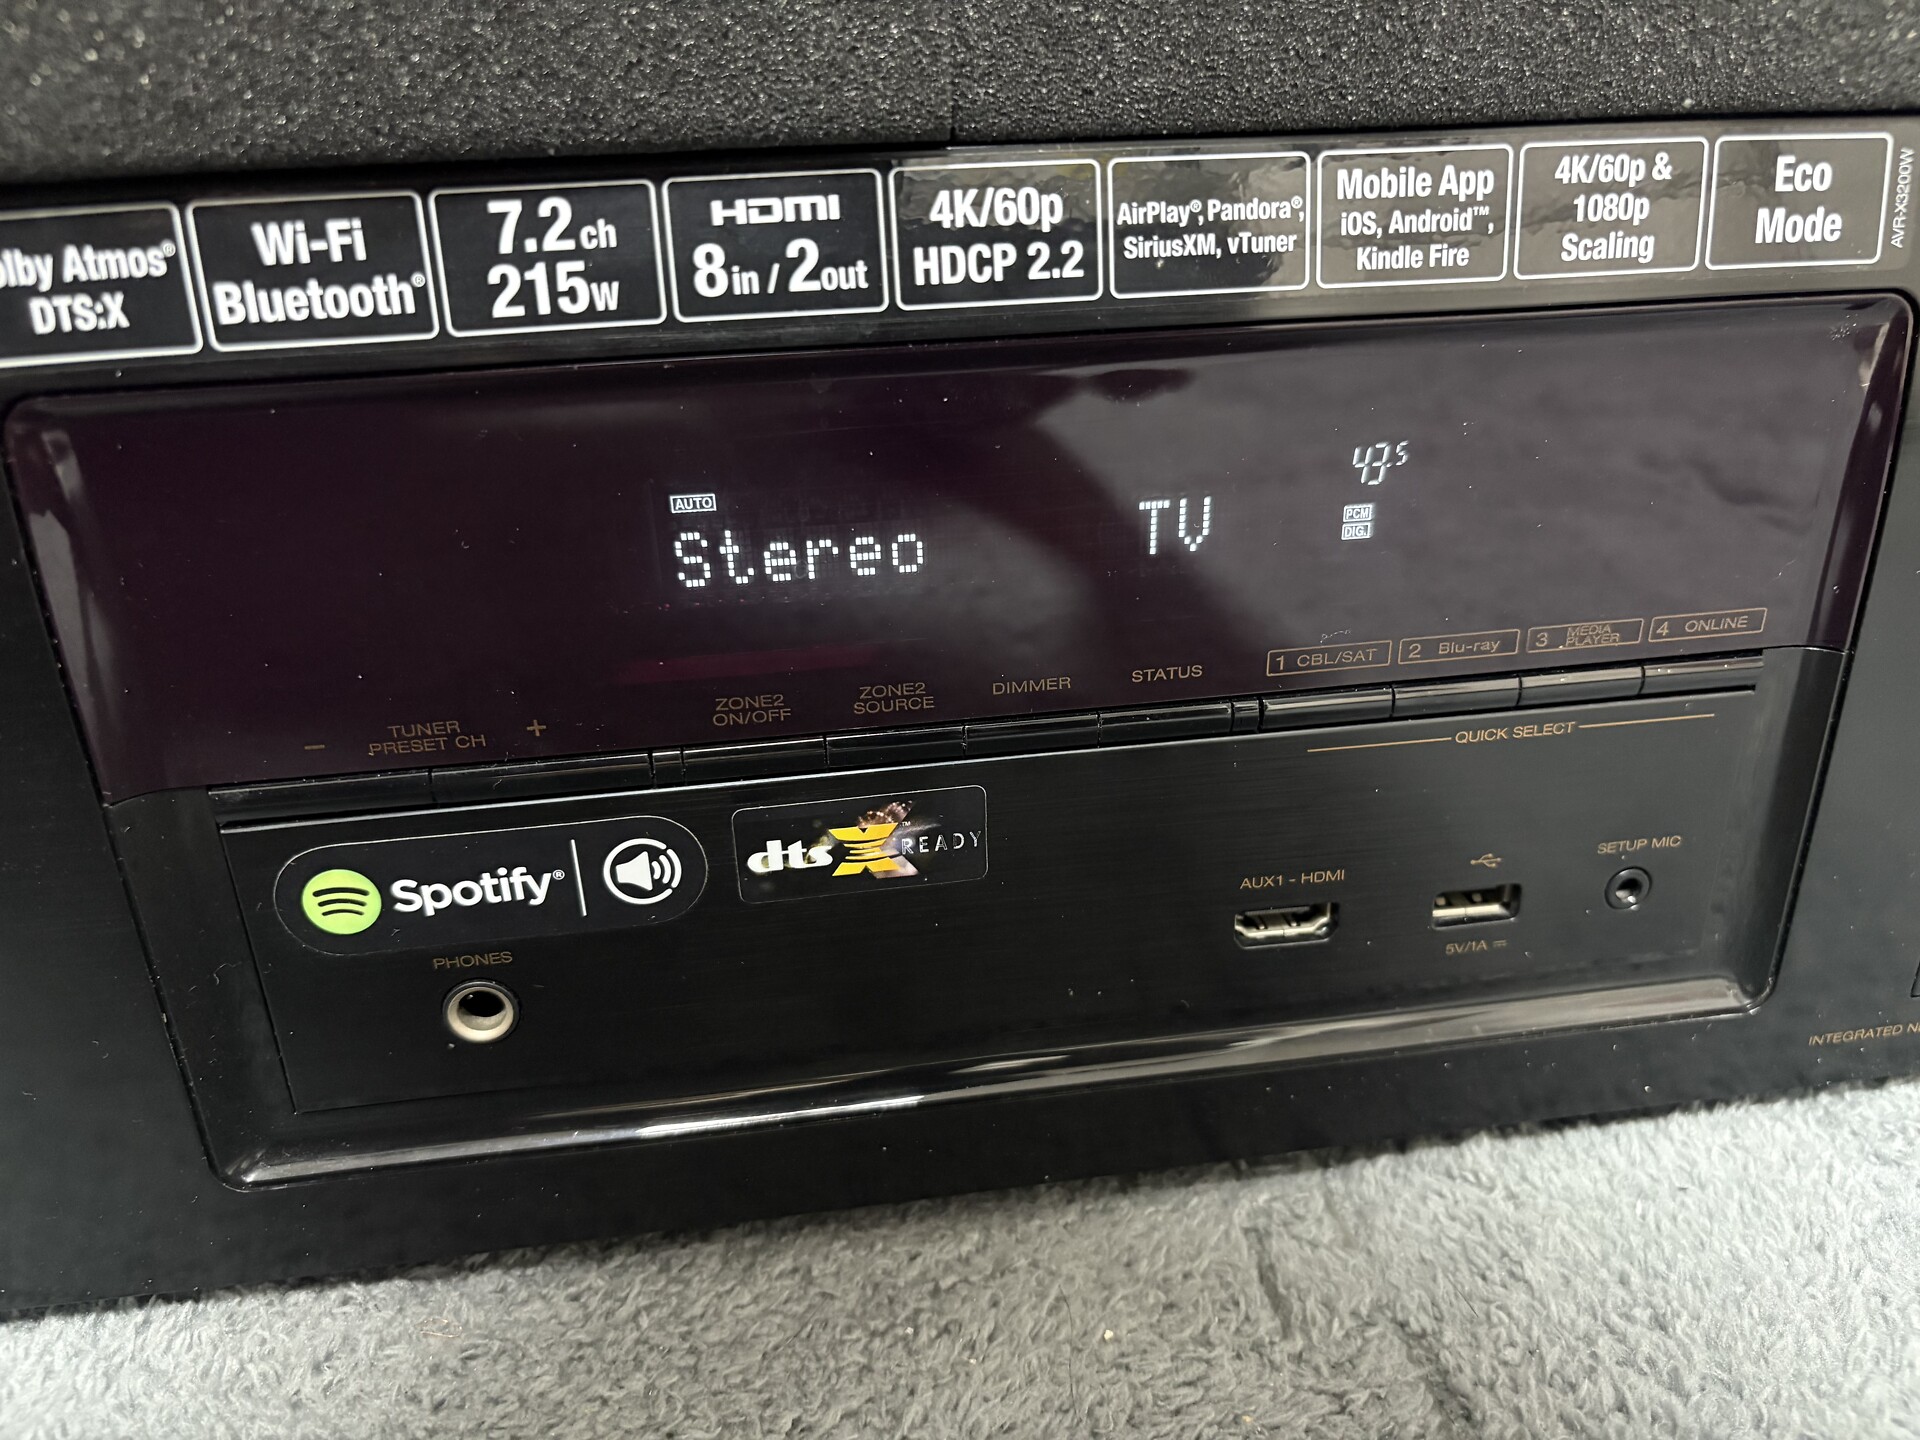 lby Atmos®
DTS:X
Wi-Fi
Bluetooth®
7.2ch
215w
HDMI
8in / 2out
4K/60p
HDCP 2.2
AirPlay®, Pandora®,
SiriusXM, vTuner
Mobile App
iOS, Android™,
Kindle Fire
4K/60p &
1080p
Scaling
Eco
Mode
AVR-X3200W
43.5
AUTO
Stereo
TV
PCM
DIG.
− TUNER +
PRESET CH
ZONE2
ON/OFF
ZONE2
SOURCE
DIMMER
STATUS
1 CBL/SAT
2 Blu-ray
3 MEDIA
PLAYER
4 ONLINE
QUICK SELECT
Spotify®
dts X™ READY
AUX1 - HDMI
5V/1A
SETUP MIC
PHONES
INTEGRATED